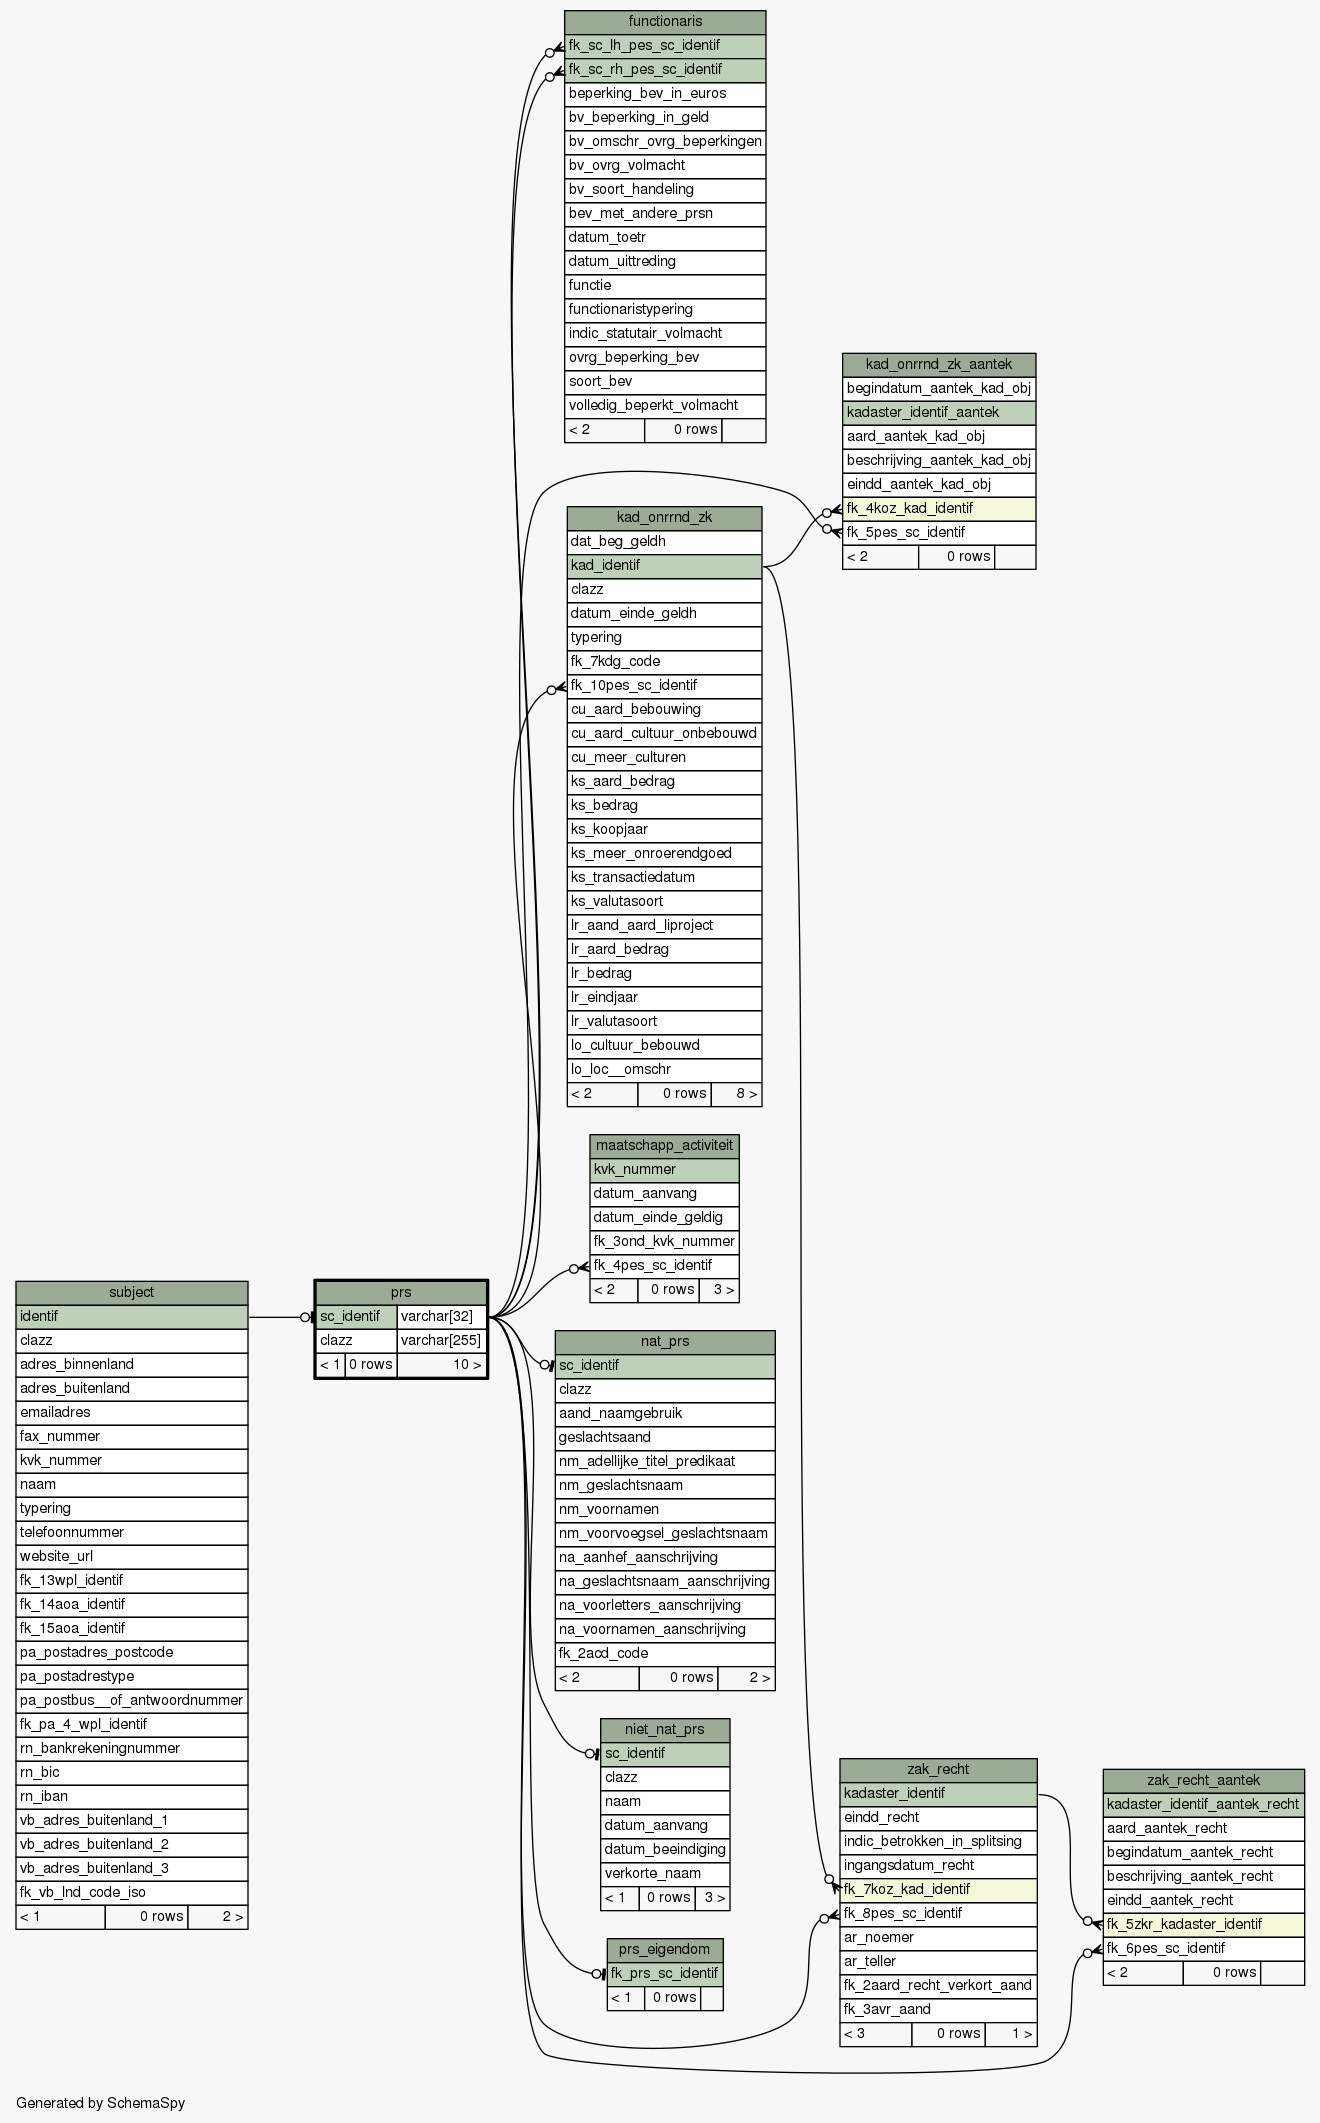 functionaris
fk_sc_lh_pes_sc_identif
fk_sc_rh_pes_sc_identif
beperking_bev_in_euros
bv_beperking_in_geld
bv_omschr_ovrg_beperkingen
bv_ovrg_volmacht
bv_soort_handeling
bev_met_andere_prsn
datum_toetr
datum_uittreding
functie
functionaristypering
indic_statutair_volmacht
ovrg_beperking_bev
soort_bev
volledig_beperkt_volmacht
< 2 0 rows
kad_onrrnd_zk_aantek
begindatum_aantek_kad_obj
kadaster_identif_aantek
aard_aantek_kad_obj
beschrijving_aantek_kad_obj
eindd_aantek_kad_obj
fk_4koz_kad_identif
fk_5pes_sc_identif
< 2 0 rows
kad_onrrnd_zk
dat_beg_geldh
kad_identif
clazz
datum_einde_geldh
typering
fk_7kdg_code
fk_10pes_sc_identif
cu_aard_bebouwing
cu_aard_cultuur_onbebouwd
cu_meer_culturen
ks_aard_bedrag
ks_bedrag
ks_koopjaar
ks_meer_onroerendgoed
ks_transactiedatum
ks_valutasoort
lr_aand_aard_liproject
lr_aard_bedrag
lr_bedrag
lr_eindjaar
lr_valutasoort
lo_cultuur_bebouwd
lo_loc__omschr
< 2 0 rows 8 >
maatschapp_activiteit
kvk_nummer
datum_aanvang
datum_einde_geldig
fk_3ond_kvk_nummer
fk_4pes_sc_identif
< 2 0 rows 3 >
subject
identif
clazz
adres_binnenland
adres_buitenland
emailadres
fax_nummer
kvk_nummer
naam
typering
telefoonnummer
website_url
fk_13wpl_identif
fk_14aoa_identif
fk_15aoa_identif
pa_postadres_postcode
pa_postadrestype
pa_postbus__of_antwoordnummer
fk_pa_4_wpl_identif
rn_bankrekeningnummer
rn_bic
rn_iban
vb_adres_buitenland_1
vb_adres_buitenland_2
vb_adres_buitenland_3
fk_vb_lnd_code_iso
< 1 0 rows 2 >
prs
sc_identif varchar[32]
clazz varchar[255]
< 1 0 rows 10 >
nat_prs
sc_identif
clazz
aand_naamgebruik
geslachtsaand
nm_adellijke_titel_predikaat
nm_geslachtsnaam
nm_voornamen
nm_voorvoegsel_geslachtsnaam
na_aanhef_aanschrijving
na_geslachtsnaam_aanschrijving
na_voorletters_aanschrijving
na_voornamen_aanschrijving
fk_2acd_code
< 2 0 rows 2 >
niet_nat_prs
sc_identif
clazz
naam
datum_aanvang
datum_beeindiging
verkorte_naam
< 1 0 rows 3 >
prs_eigendom
fk_prs_sc_identif
< 1 0 rows
zak_recht
kadaster_identif
eindd_recht
indic_betrokken_in_splitsing
ingangsdatum_recht
fk_7koz_kad_identif
fk_8pes_sc_identif
ar_noemer
ar_teller
fk_2aard_recht_verkort_aand
fk_3avr_aand
< 3 0 rows 1 >
zak_recht_aantek
kadaster_identif_aantek_recht
aard_aantek_recht
begindatum_aantek_recht
beschrijving_aantek_recht
eindd_aantek_recht
fk_5zkr_kadaster_identif
fk_6pes_sc_identif
< 2 0 rows
Generated by SchemaSpy